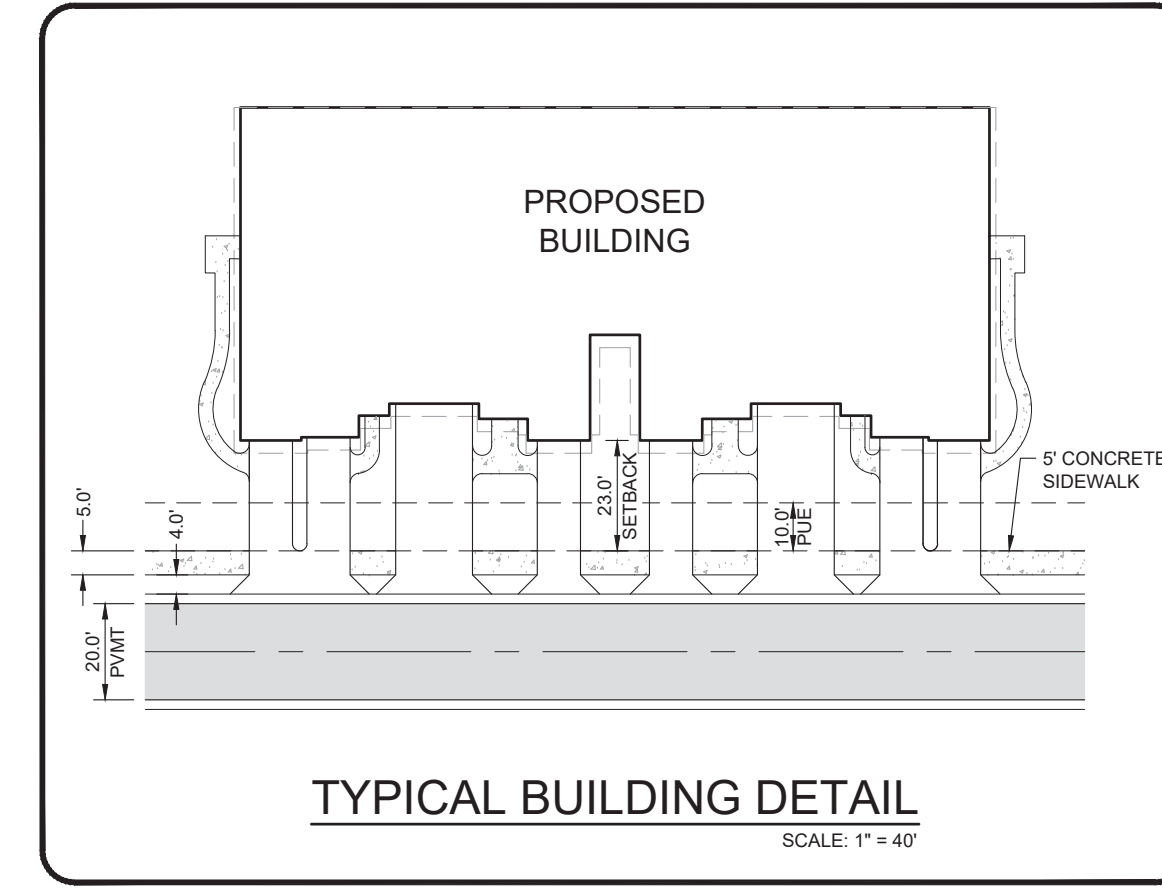 PROPOSED
BUILDING
5' CONCRETE
SIDEWALK
23.0'
SETBACK
10.0'
PUE
5.0'
4.0'
20.0'
PVMT
TYPICAL BUILDING DETAIL
SCALE: 1" = 40'